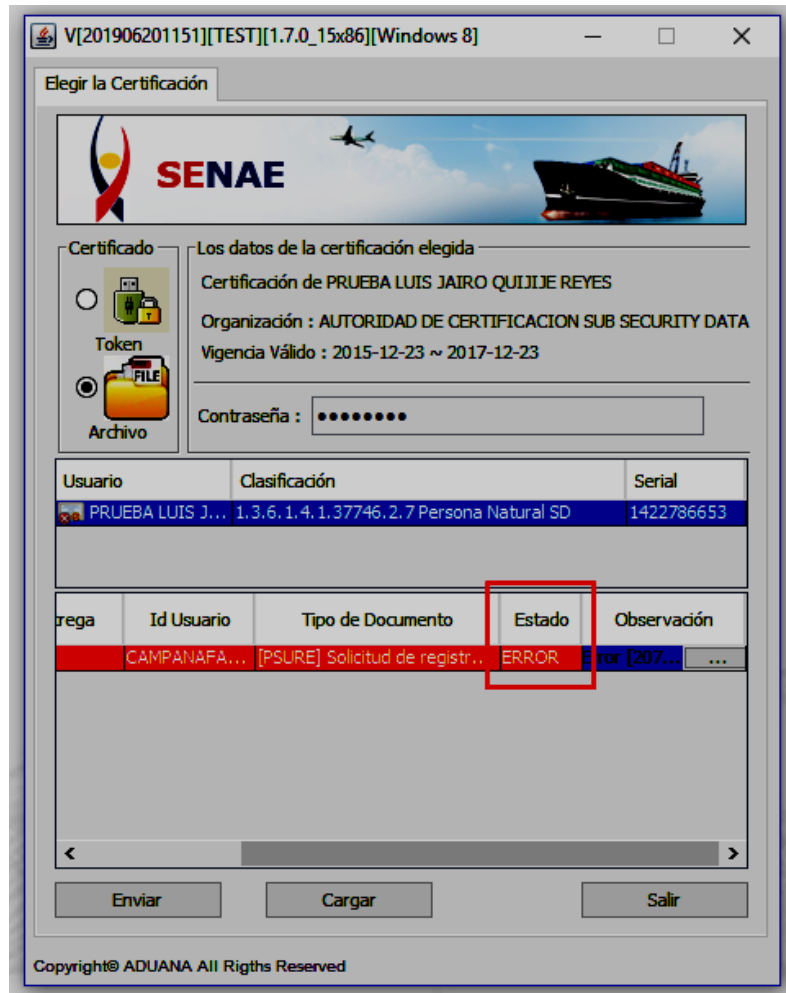 V[201906201151][TEST][1.7.0_15x86][Windows 8]
Elegir la Certificación
SENAE
Certificado
Los datos de la certificación elegida
Certificación de PRUEBA LUIS JAIRO QUIJIJE REYES
Organización : AUTORIDAD DE CERTIFICACION SUB SECURITY DATA
Token
Vigencia Válido : 2015-12-23 ~ 2017-12-23
FILE
Archivo
Contraseña : ●●●●●●●●
Usuario Clasificación Serial
PRUEBA LUIS J... 1.3.6.1.4.1.37746.2.7 Persona Natural SD 1422786653
rega Id Usuario Tipo de Documento Estado Observación
CAMPANAFA... [PSURE] Solicitud de registr... ERROR Error [207... ...
Enviar Cargar Salir
Copyright© ADUANA All Rigths Reserved